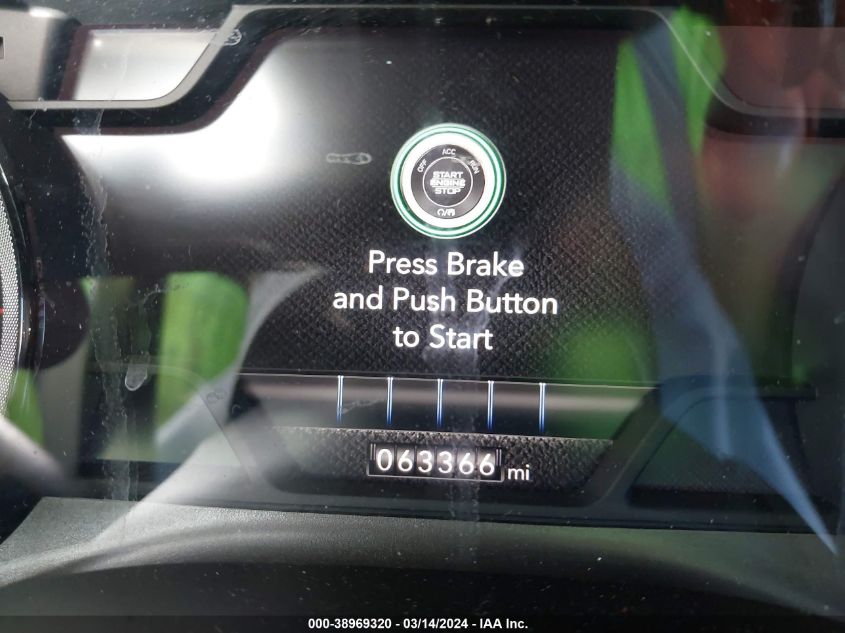 OFF ACC RUN
START
ENGINE
STOP
Press Brake
and Push Button
to Start
063366 mi
000-38969320 / 03/14/2024 - IAA Inc.